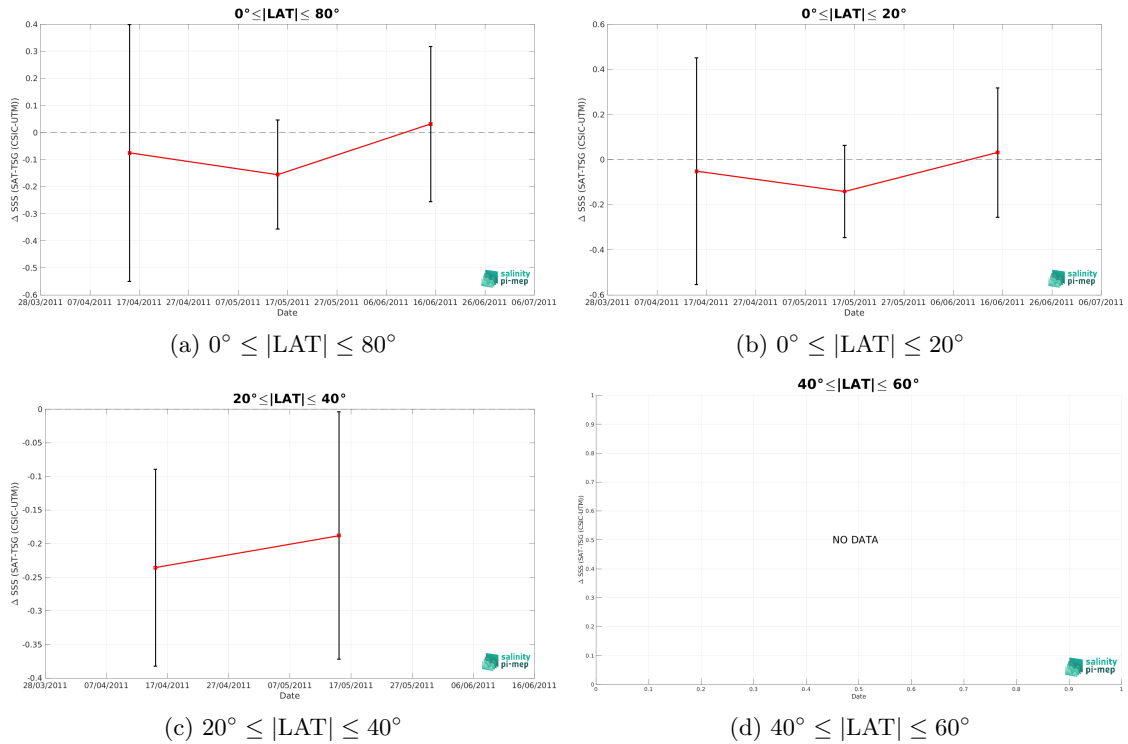 0°≤|LAT|≤ 80°
Δ SSS (SAT-TSG (CSIC-UTM))
0.4
0.3
0.2
0.1
0
-0.1
-0.2
-0.3
-0.4
-0.5
-0.6
28/03/2011 07/04/2011 17/04/2011 27/04/2011 07/05/2011 17/05/2011 27/05/2011 06/06/2011 16/06/2011 26/06/2011 06/07/2011
Date
salinity
pi-mep
(a) 0° ≤ |LAT| ≤ 80°
0°≤|LAT|≤ 20°
Δ SSS (SAT-TSG (CSIC-UTM))
0.6
0.4
0.2
0
-0.2
-0.4
-0.6
28/03/2011 07/04/2011 17/04/2011 27/04/2011 07/05/2011 17/05/2011 27/05/2011 06/06/2011 16/06/2011 26/06/2011 06/07/2011
Date
salinity
pi-mep
(b) 0° ≤ |LAT| ≤ 20°
20°≤|LAT|≤ 40°
Δ SSS (SAT-TSG (CSIC-UTM))
0
-0.05
-0.1
-0.15
-0.2
-0.25
-0.3
-0.35
-0.4
28/03/2011 07/04/2011 17/04/2011 27/04/2011 07/05/2011 17/05/2011 27/05/2011 06/06/2011 16/06/2011
Date
salinity
pi-mep
(c) 20° ≤ |LAT| ≤ 40°
40°≤|LAT|≤ 60°
Δ SSS (SAT-TSG (CSIC-UTM))
1
0.9
0.8
0.7
0.6
0.5
0.4
0.3
0.2
0.1
0
NO DATA
0 0.1 0.2 0.3 0.4 0.5 0.6 0.7 0.8 0.9 1
Date
salinity
pi-mep
(d) 40° ≤ |LAT| ≤ 60°